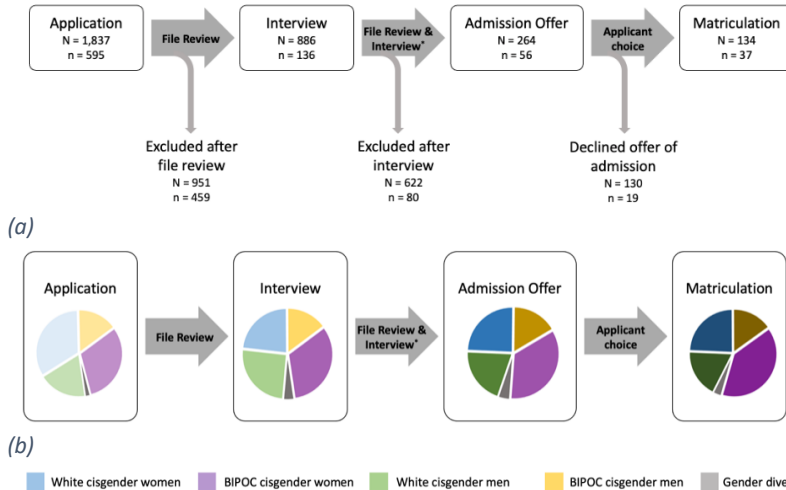 Application
N = 1,837
n = 595
File Review
Interview
N = 886
n = 136
File Review &
Interview*
Admission Offer
N = 264
n = 56
Applicant
choice
Matriculation
N = 134
n = 37
Excluded after
file review
N = 951
n = 459
Excluded after
interview
N = 622
n = 80
Declined offer of
admission
N = 130
n = 19
(a)
Application
File Review
Interview
File Review &
Interview*
Admission Offer
Applicant
choice
Matriculation
(b)
White cisgender women
BIPOC cisgender women
White cisgender men
BIPOC cisgender men
Gender dive